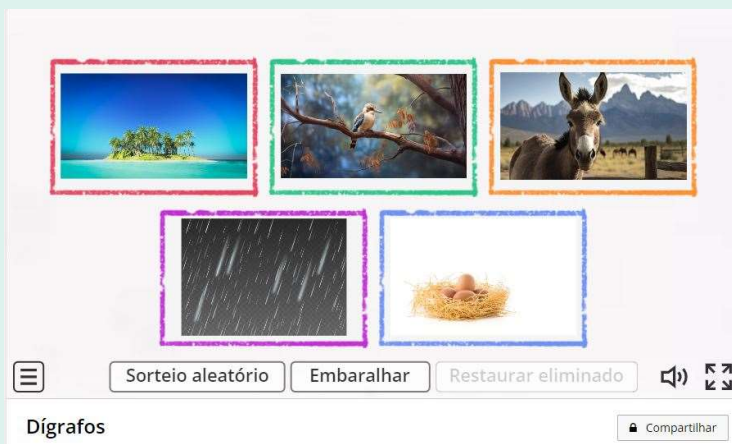 Sorteio aleatório
Embaralhar
Restaurar eliminado
Dígrafos
Compartilhar